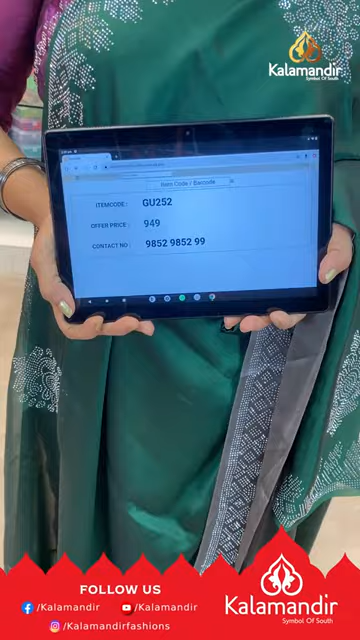 Kalamandir
Symbol Of South
Item Code / Barcode
ITEMCODE : GU252
OFFER PRICE : 949
CONTACT NO : 9852 9852 99
FOLLOW US
/Kalamandir /Kalamandir
/Kalamandirfashions
Kalamandir
Symbol Of South